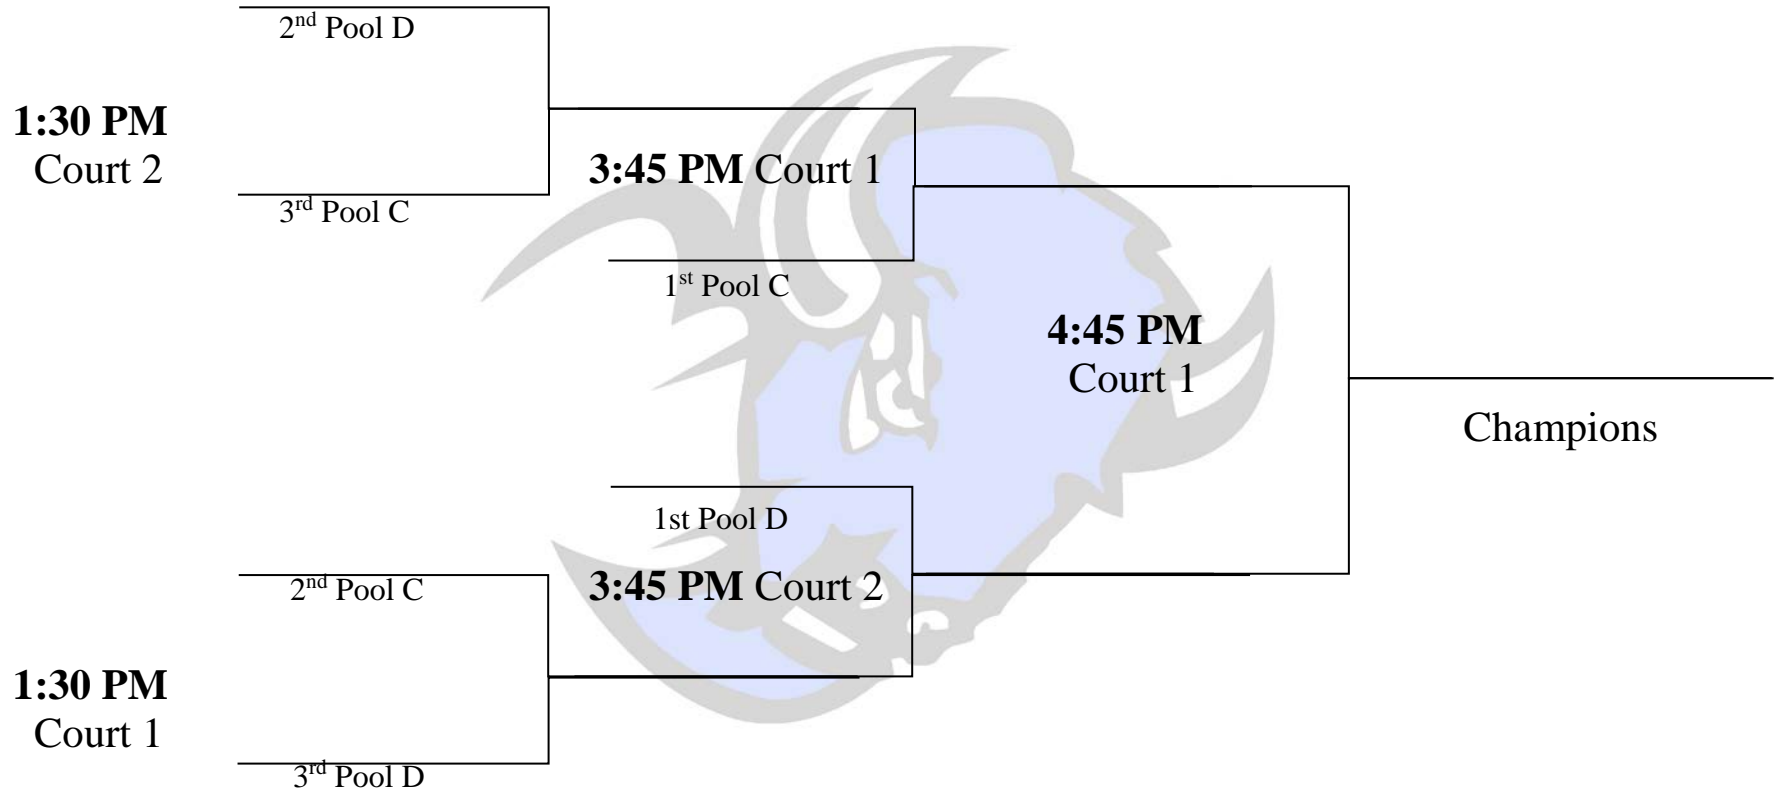 2nd Pool D
1:30 PM
Court 2
3:45 PM Court 1
3rd Pool C
1st Pool C
4:45 PM
Court 1
Champions
1st Pool D
2nd Pool C
3:45 PM Court 2
1:30 PM
Court 1
3rd Pool D